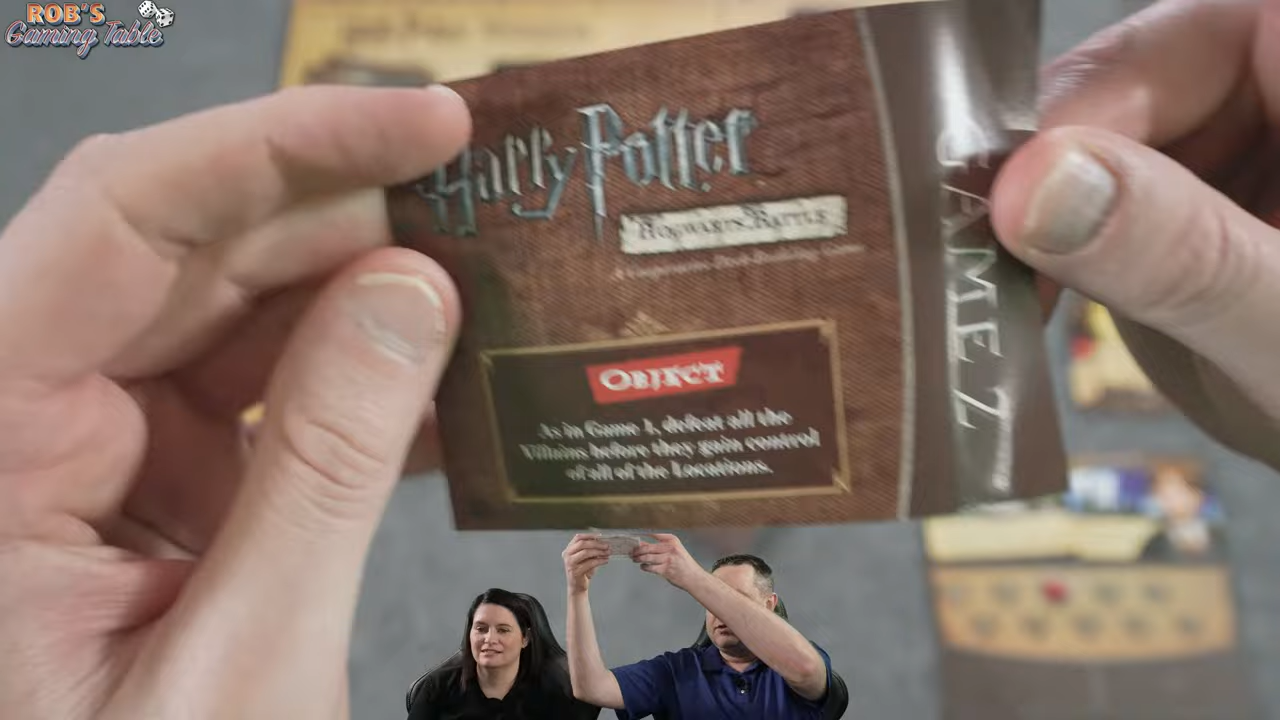 ROB'S
Gaming Table
Harry Potter
HOGWARTS BATTLE
A Cooperative Deck-Building Game
GAME 2
OBJECT
As in Game 1, defeat all the
Villains before they gain control
of all of the Locations.